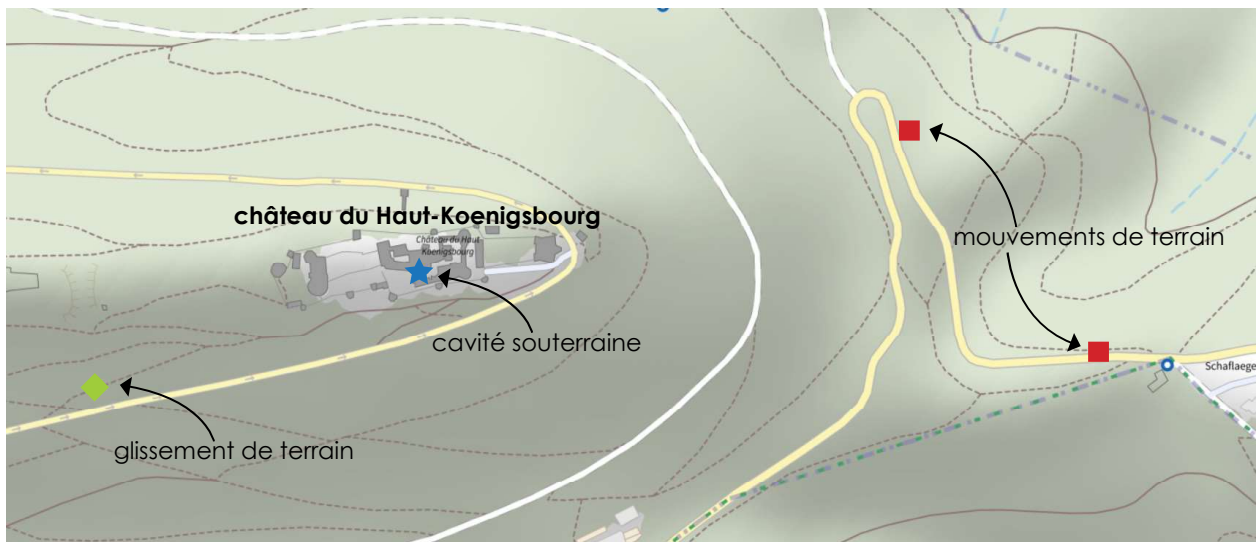 château du Haut-Koenigsbourg
Château du Haut
Koenigsbourg
mouvements de terrain
cavité souterraine
Schaflaege
glissement de terrain